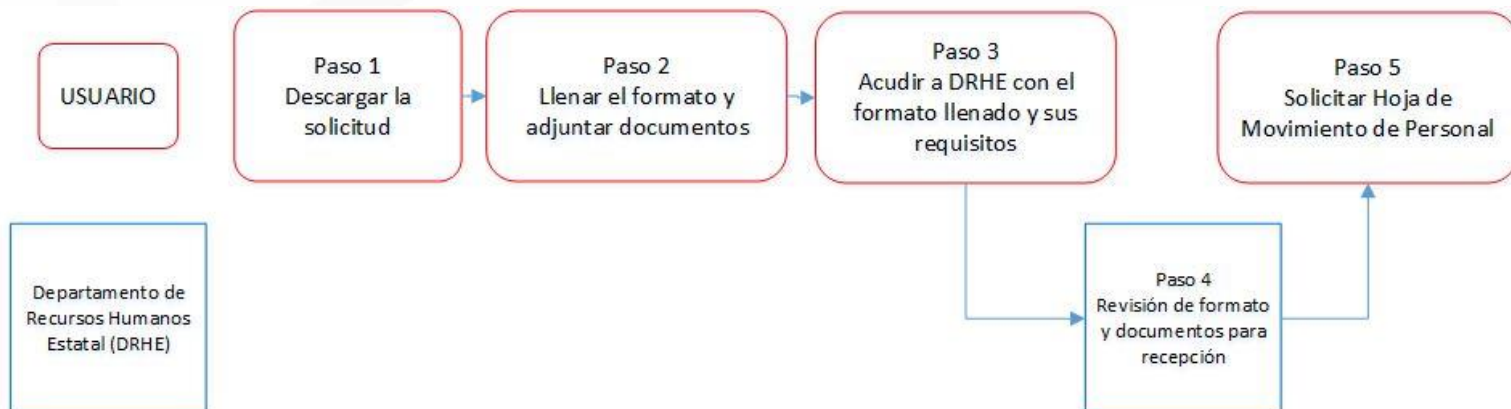 USUARIO
Paso 1
Descargar la
solicitud
Paso 2
Llenar el formato y
adjuntar documentos
Paso 3
Acudir a DRHE con el
formato llenado y sus
requisitos
Paso 5
Solicitar Hoja de
Movimiento de Personal
Departamento de
Recursos Humanos
Estatal (DRHE)
Paso 4
Revisión de formato
y documentos para
recepción